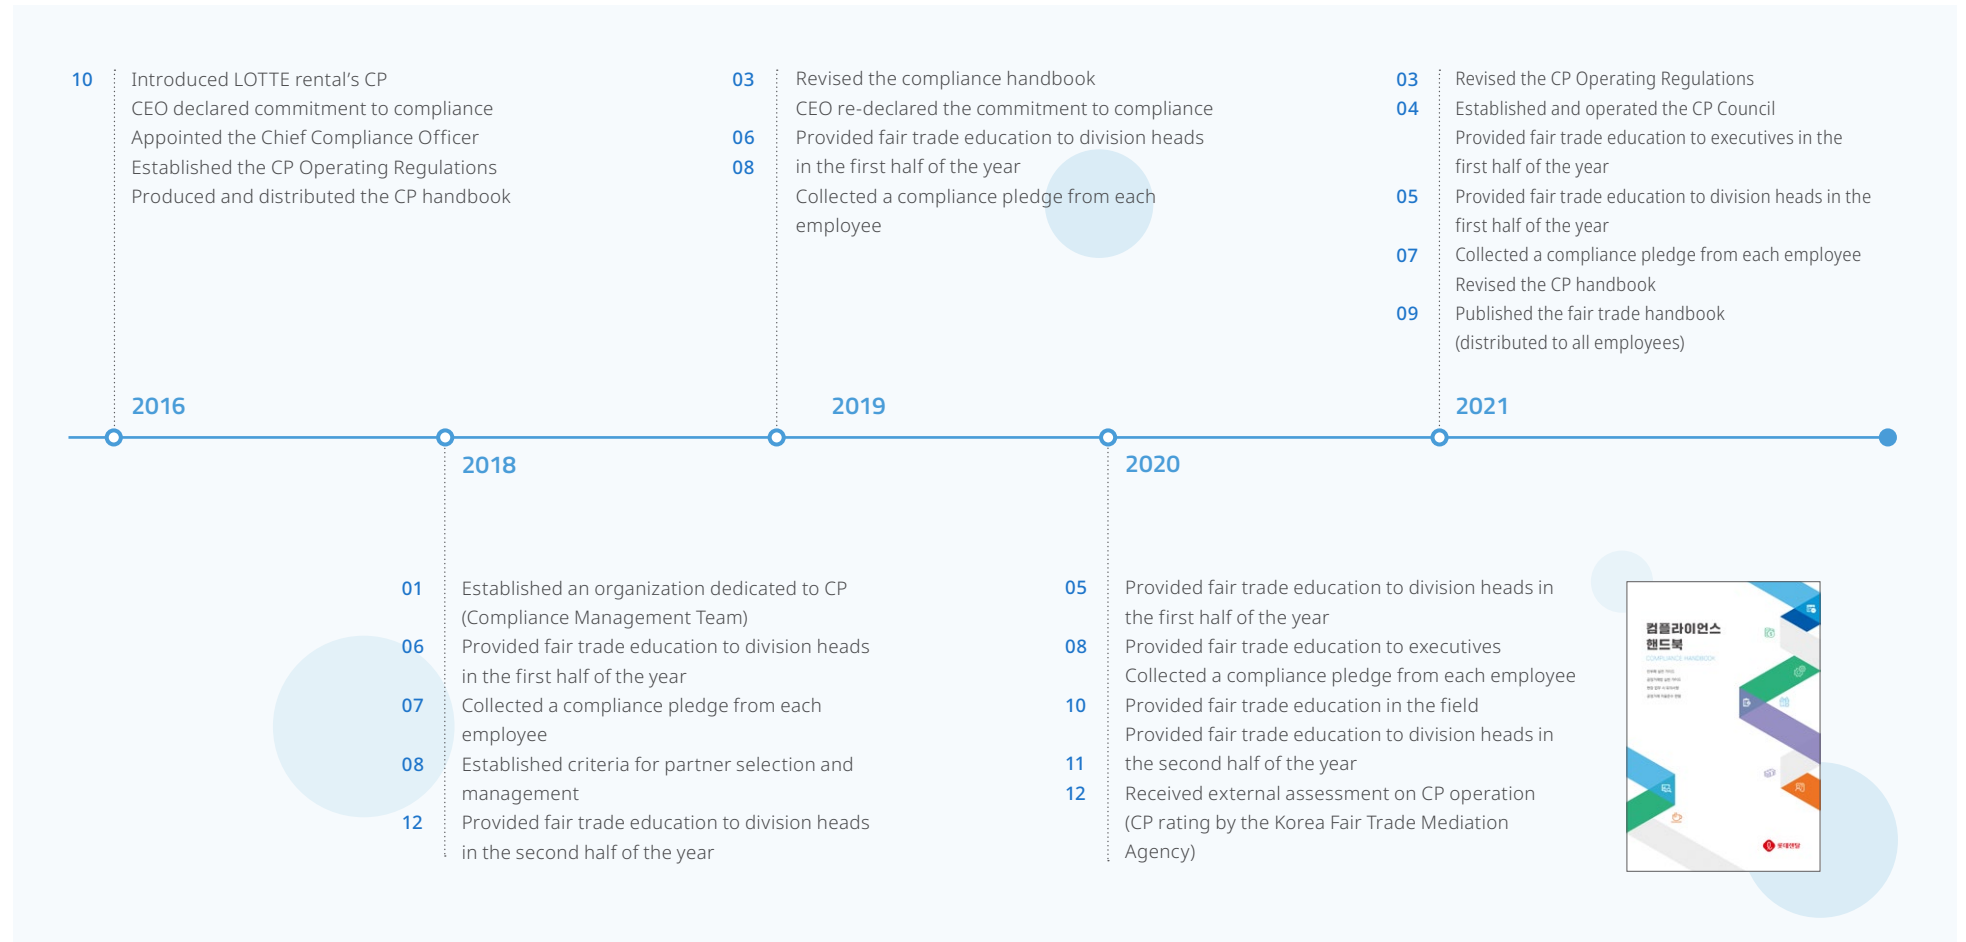 10 Introduced LOTTE rental's CP
CEO declared commitment to compliance
Appointed the Chief Compliance Officer
Established the CP Operating Regulations
Produced and distributed the CP handbook
2016
03 Revised the compliance handbook
CEO re-declared the commitment to compliance
06 Provided fair trade education to division heads
08 in the first half of the year
Collected a compliance pledge from each
employee
2019
03 Revised the CP Operating Regulations
04 Established and operated the CP Council
Provided fair trade education to executives in the
first half of the year
05 Provided fair trade education to division heads in the
first half of the year
07 Collected a compliance pledge from each employee
Revised the CP handbook
09 Published the fair trade handbook
(distributed to all employees)
2021
2018
01 Established an organization dedicated to CP
(Compliance Management Team)
06 Provided fair trade education to division heads
in the first half of the year
07 Collected a compliance pledge from each
employee
08 Established criteria for partner selection and
management
12 Provided fair trade education to division heads
in the second half of the year
2020
05 Provided fair trade education to division heads in
the first half of the year
08 Provided fair trade education to executives
Collected a compliance pledge from each employee
10 Provided fair trade education in the field
Provided fair trade education to division heads in
11 the second half of the year
12 Received external assessment on CP operation
(CP rating by the Korea Fair Trade Mediation
Agency)
컴플라이언스
핸드북
COMPLIANCE HANDBOOK
롯데렌탈